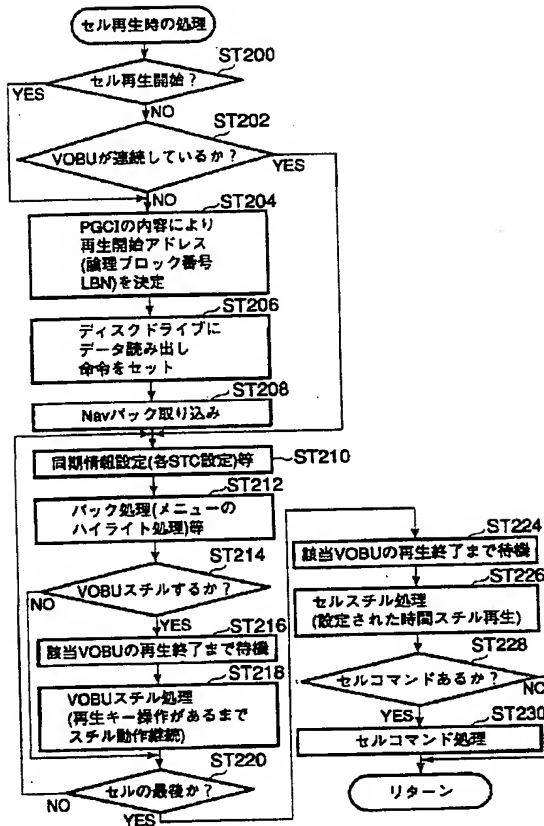 セル再生時の処理
ST200
セル再生開始?
YES
NO
ST202
VOBUが連続しているか?
YES
NO
ST204
PGCIの内容により
再生開始アドレス
(論理ブロック番号
LBN)を決定
ST206
ディスクドライブに
データ読み出し
命令をセット
ST208
Navパック取り込み
同期情報設定(各STC設定)等
ST210
ST212
パック処理(メニューの
ハイライト処理)等
ST214
VOBUスチルするか?
NO
YES
ST216
該当VOBUの再生終了まで待機
ST218
VOBUスチル処理
(再生キー操作があるまで
スチル動作継続)
ST220
セルの最後か?
NO
YES
ST224
該当VOBUの再生終了まで待機
ST226
セルスチル処理
(設定された時間スチル再生)
ST228
セルコマンドあるか?
NO
YES
ST230
セルコマンド処理
リターン